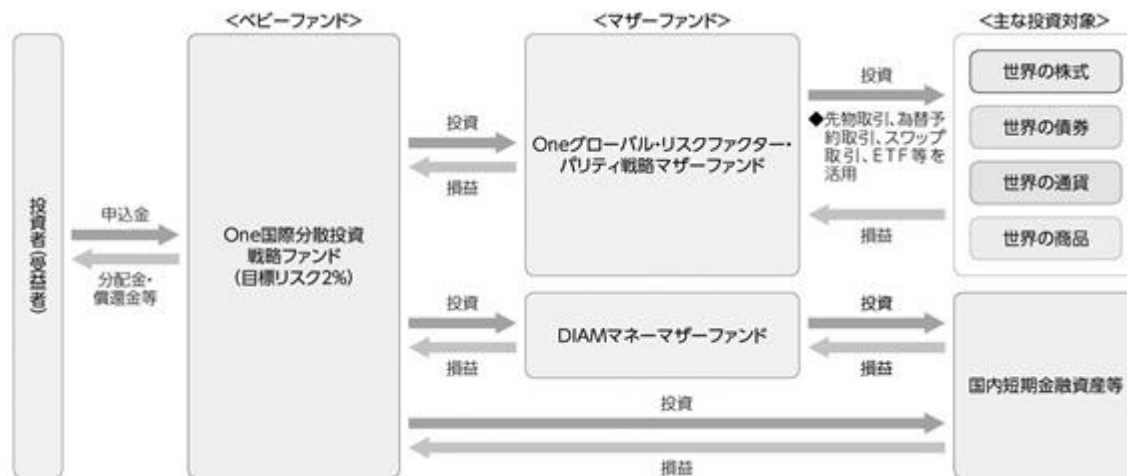 <ベビーファンド>
<マザーファンド>
<主な投資対象>
投資者(受益者)
申込金
分配金・
償還金等
One国際分散投資
戦略ファンド
(目標リスク2%)
投資
損益
Oneグローバル・リスクファクター・
パリティ戦略マザーファンド
投資
◆先物取引、為替予
約取引、スワップ
取引、ETF等を
活用
損益
世界の株式
世界の債券
世界の通貨
世界の商品
投資
損益
DIAMマネーマザーファンド
投資
損益
国内短期金融資産等
投資
損益